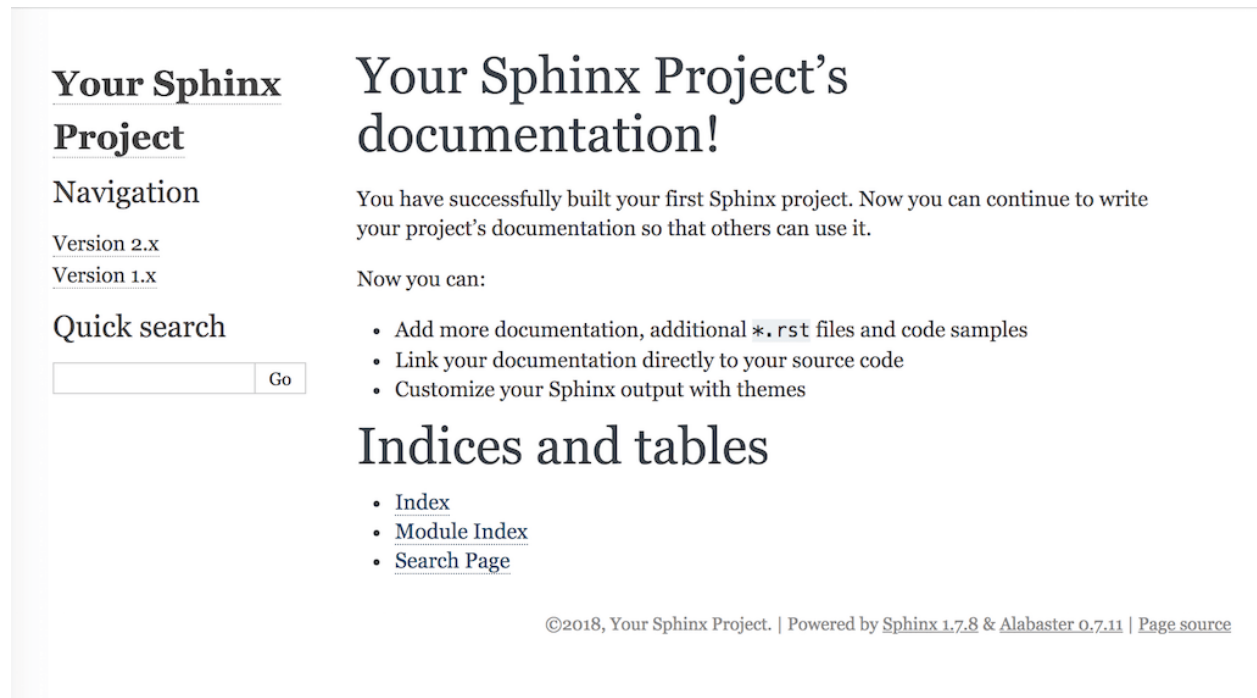 Your Sphinx
Project
Navigation
Version 2.x
Version 1.x
Quick search
Go
Your Sphinx Project’s
documentation!
You have successfully built your first Sphinx project. Now you can continue to write
your project’s documentation so that others can use it.
Now you can:
• Add more documentation, additional *.rst files and code samples
• Link your documentation directly to your source code
• Customize your Sphinx output with themes
Indices and tables
• Index
• Module Index
• Search Page
©2018, Your Sphinx Project. | Powered by Sphinx 1.7.8 & Alabaster 0.7.11 | Page source